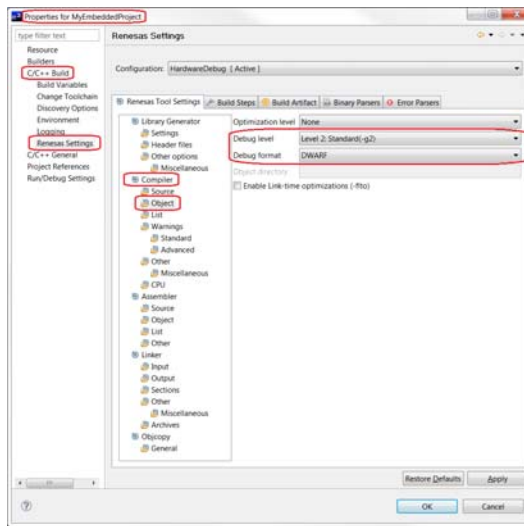 Properties for MyEmbeddedProject
type filter text
Resource
Builders
C/C++ Build
Build Variables
Change Toolchain
Discovery Options
Environment
Logging
Renesas Settings
C/C++ General
Project References
Run/Debug Settings
Renesas Settings
Configuration: HardwareDebug [ Active ]
Renesas Tool Settings Build Steps Build Artifact Binary Parsers Error Parsers
Library Generator
Settings
Header files
Other options
Miscellaneous
Compiler
Source
Object
List
Warnings
Standard
Advanced
Other
Miscellaneous
CPU
Assembler
Source
Object
List
Other
Linker
Input
Output
Sections
Other
Miscellaneous
Archives
Objcopy
General
Optimization level None
Debug level Level 2: Standard(-g2)
Debug format DWARF
Object directory
Enable Link-time optimizations (-flto)
Restore Defaults Apply
OK Cancel